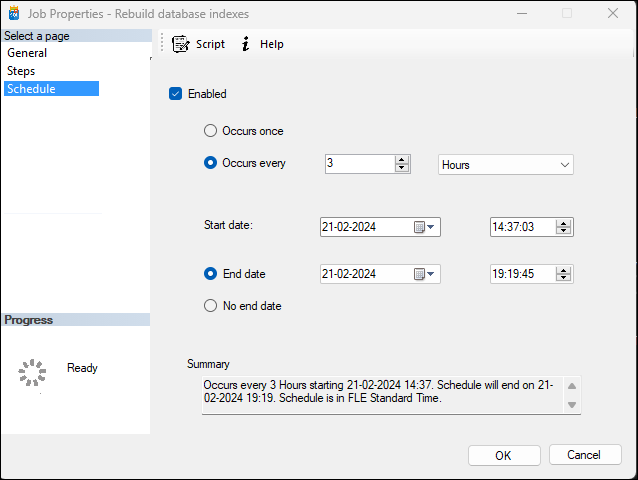 Job Properties - Rebuild database indexes
Select a page
General
Steps
Schedule
Script
Help
Enabled
Occurs once
Occurs every 3 Hours
Start date: 21-02-2024 14:37:03
End date 21-02-2024 19:19:45
No end date
Progress
Ready
Summary
Occurs every 3 Hours starting 21-02-2024 14:37. Schedule will end on 21-
02-2024 19:19. Schedule is in FLE Standard Time.
OK
Cancel